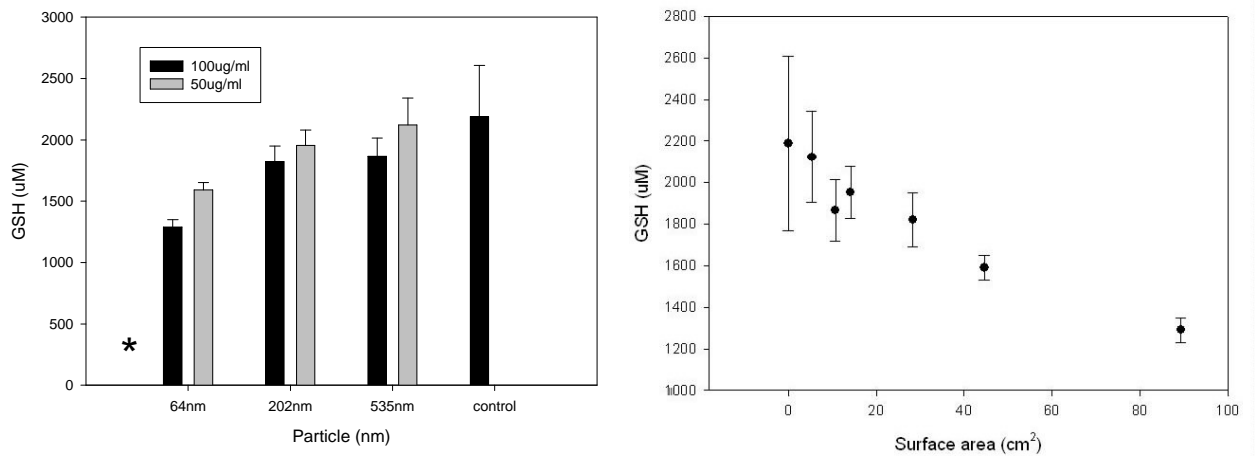 3000
2500
2000
1500
1000
500
0
GSH (uM)
100ug/ml
50ug/ml
*
64nm
202nm
535nm
control
Particle (nm)
2800
2600
2400
2200
2000
1800
1600
1400
1200
1000
GSH (uM)
0
20
40
60
80
100
Surface area (cm²)